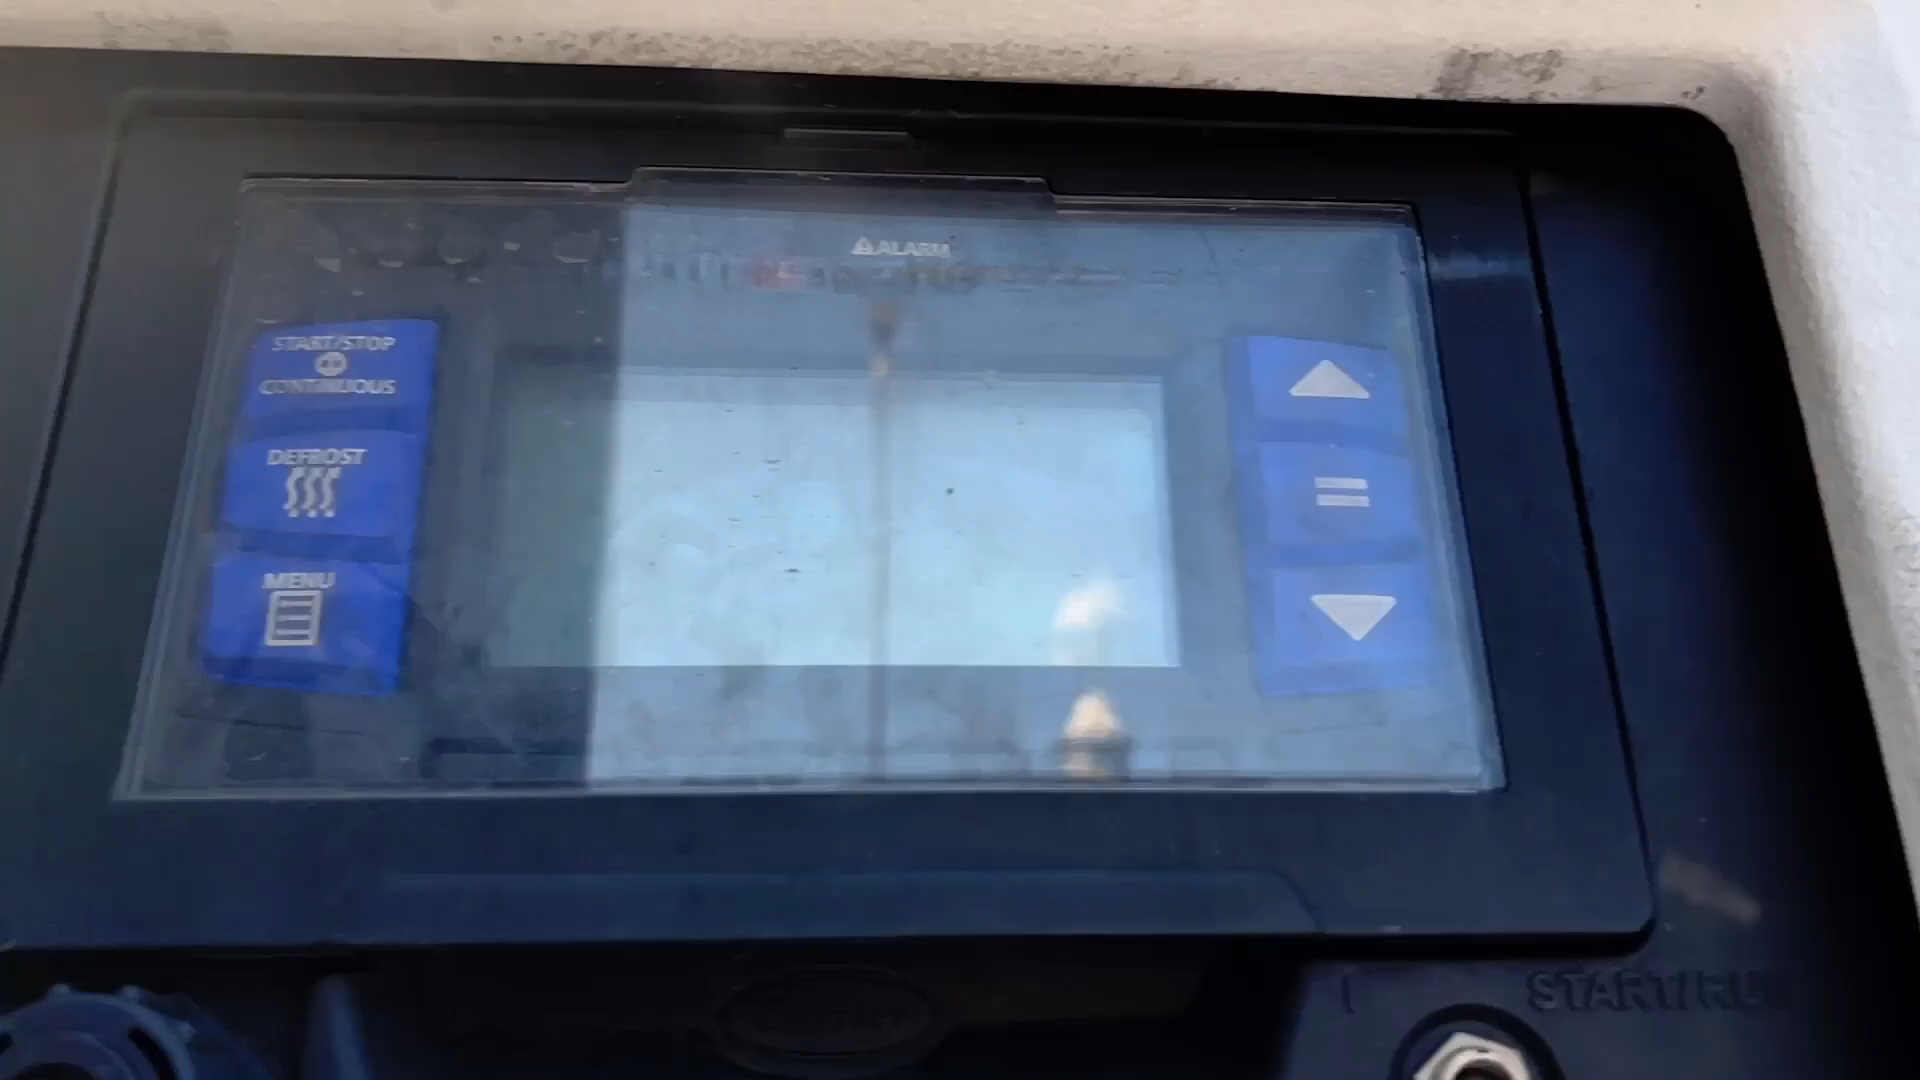 ALARM
START/STOP
CONTINUOUS
DEFROST
MENU
START/RUN